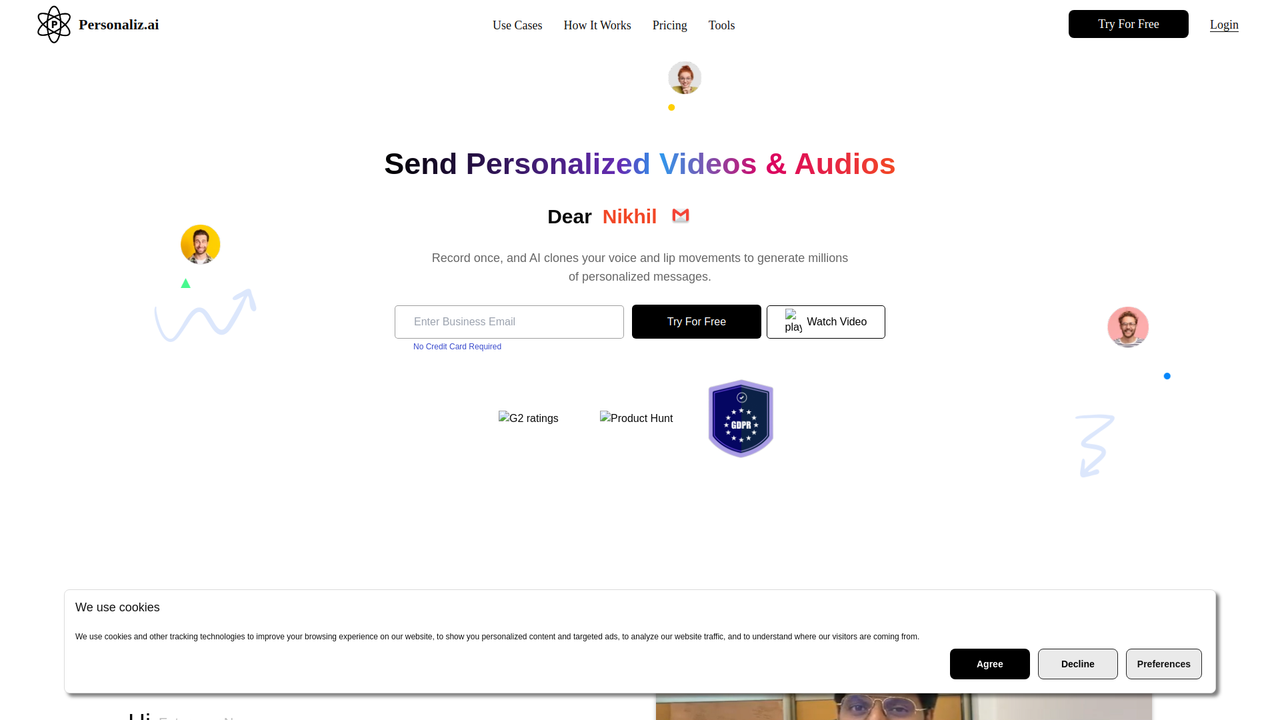 Personaliz.ai
Use Cases
How It Works
Pricing
Tools
Try For Free
Login
Send Personalized Videos & Audios
Dear Nikhil
Record once, and AI clones your voice and lip movements to generate millions
of personalized messages.
Enter Business Email
Try For Free
play
Watch Video
No Credit Card Required
G2 ratings
Product Hunt
GDPR
We use cookies
We use cookies and other tracking technologies to improve your browsing experience on our website, to show you personalized content and targeted ads, to analyze our website traffic, and to understand where our visitors are coming from.
Agree
Decline
Preferences
Hi